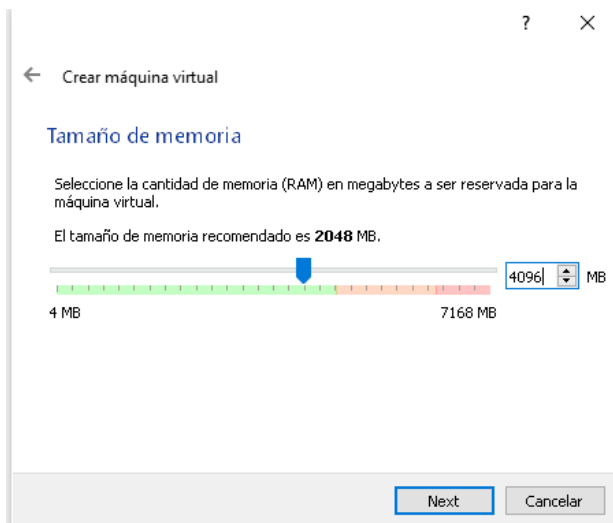 ?
Crear máquina virtual
Tamaño de memoria
Seleccione la cantidad de memoria (RAM) en megabytes a ser reservada para la
máquina virtual.
El tamaño de memoria recomendado es 2048 MB.
4096 MB
4 MB 7168 MB
Next Cancelar